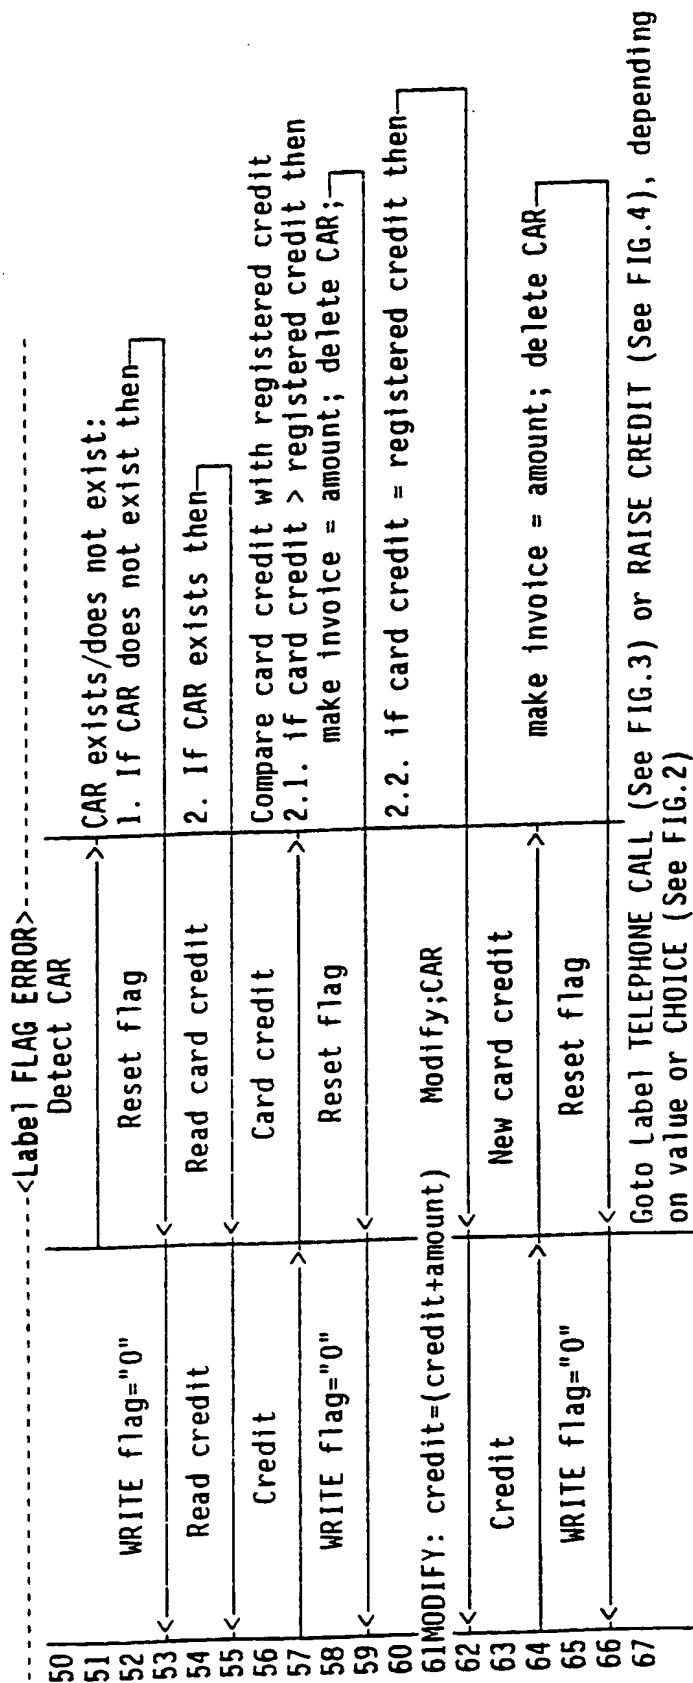 <Label FLAG ERROR>
50 Detect CAR
51 CAR exists/does not exist:
52 WRITE flag="0" Reset flag 1. If CAR does not exist then
53
54 Read credit Read card credit 2. If CAR exists then
55
56 Credit Card credit Compare card credit with registered credit
57 2.1. if card credit > registered credit then
58 WRITE flag="0" Reset flag make invoice = amount; delete CAR;
59
60 2.2. if card credit = registered credit then
61 MODIFY: credit=(credit+amount) Modify;CAR
62
63 Credit New card credit
64 make invoice = amount; delete CAR
65 WRITE flag="0" Reset flag
66
67 Goto Label TELEPHONE CALL (See FIG.3) or RAISE CREDIT (See FIG.4), depending
on value or CHOICE (See FIG.2)